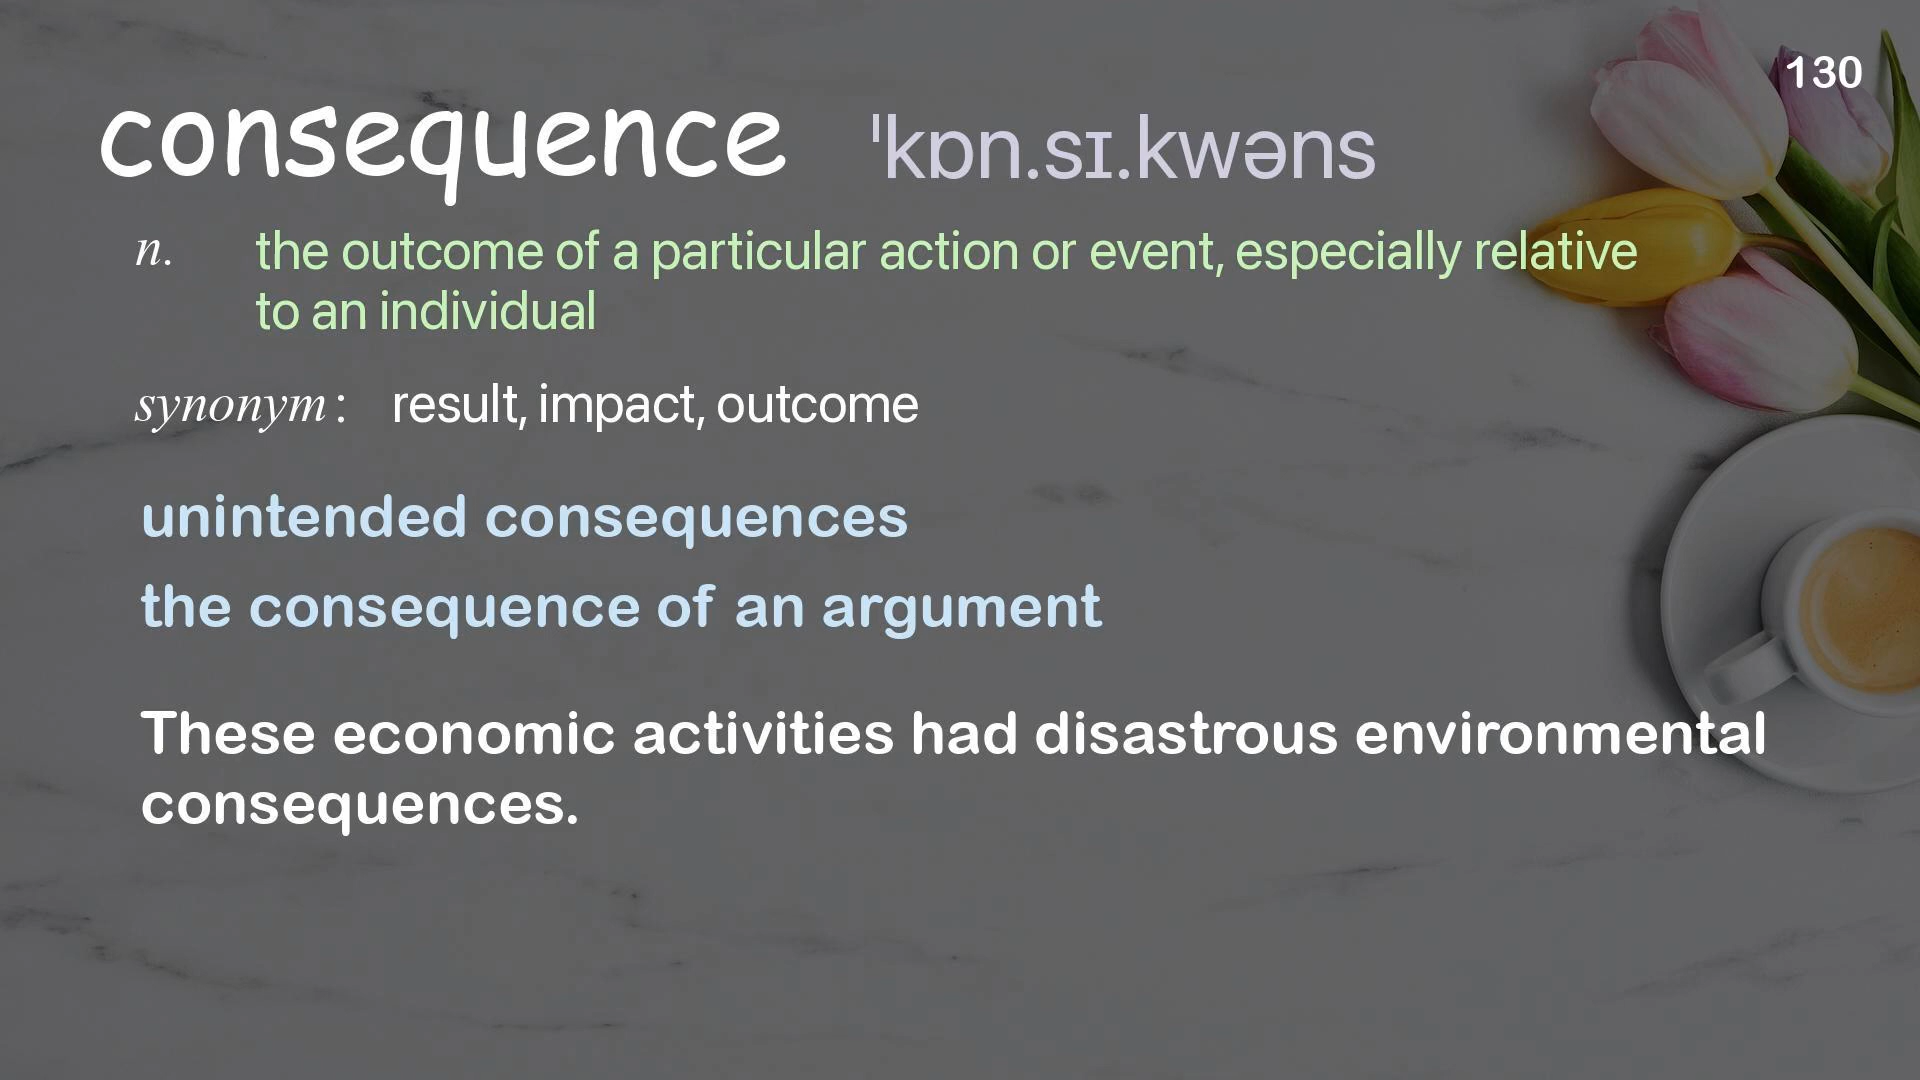 130
consequence ˈkɒn.sɪ.kwəns
n. the outcome of a particular action or event, especially relative
to an individual
synonym: result, impact, outcome
unintended consequences
the consequence of an argument
These economic activities had disastrous environmental
consequences.